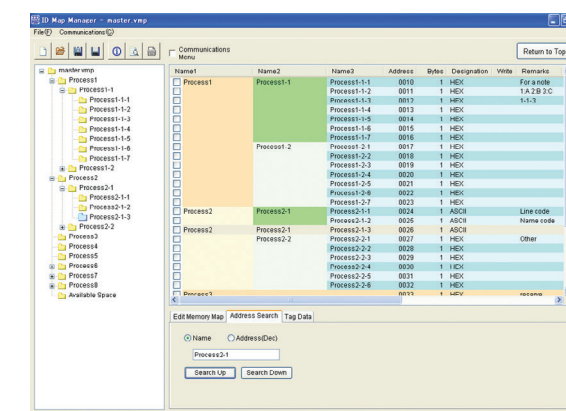 ID Map Manager - master.vmp
File(F) Communications(C)
Communications
Menu
Return to Top
master.vmp
Process1
Process1-1
Process1-1-1
Process1-1-2
Process1-1-3
Process1-1-4
Process1-1-5
Process1-1-6
Process1-1-7
Process1-2
Process2
Process2-1
Process2-1-1
Process2-1-2
Process2-1-3
Process2-2
Process3
Process4
Process5
Process6
Process7
Process8
Available Space
Name1 Name2 Name3 Address Bytes Designation Write Remarks
Process1 Process1-1 Process1-1-1 0010 1 HEX For a note
Process1-1-2 0011 1 HEX 1:A 2:B 3:C
Process1-1-3 0012 1 HEX 1-1-3
Process1-1-4 0013 1 HEX
Process1-1-5 0014 1 HEX
Process1-1-6 0015 1 HEX
Process1-1-7 0016 1 HEX
Process1-2 Process1-2-1 0017 1 HEX
Process1-2-2 0018 1 HEX
Process1-2-3 0019 1 HEX
Process1-2-4 0020 1 HEX
Process1-2-5 0021 1 HEX
Process1-2-6 0022 1 HEX
Process1-2-7 0023 1 HEX
Process2 Process2-1 Process2-1-1 0024 1 ASCII Line code
Process2-1-2 0025 1 ASCII Name code
Process2 Process2-1 Process2-1-3 0026 1 ASCII
Process2-2 Process2-2-1 0027 1 HEX Other
Process2-2-2 0028 1 HEX
Process2-2-3 0029 1 HEX
Process2-2-4 0030 1 HEX
Process2-2-5 0031 1 HEX
Process2-2-6 0032 1 HEX
Process3 0033 1 HEX reserve
Edit Memory Map Address Search Tag Data
Name Address(Dec)
Process2-1
Search Up Search Down